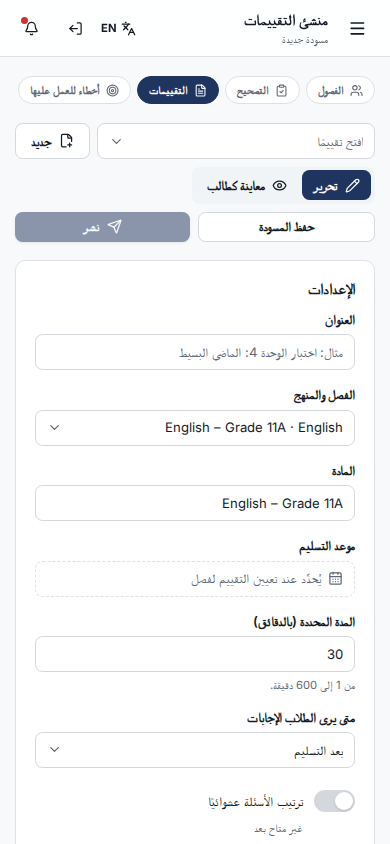 منشئ التقييمات
مسودة جديدة
EN
الفصول
التصحيح
التقييمات
أخطاء للعمل عليها
افتح تقييمًا
جديد
تحرير
معاينة كطالب
حفظ المسودة
نشر
الإعدادات
العنوان
مثال: اختبار الوحدة 4: الماضي البسيط
الفصل والمنهج
English – Grade 11A · English
المادة
English – Grade 11A
موعد التسليم
يُحدَّد عند تعيين التقييم لفصل
المدة المحددة (بالدقائق)
30
من 1 إلى 600 دقيقة.
متى يرى الطلاب الإجابات
بعد التسليم
ترتيب الأسئلة عشوائيًا
غير متاح بعد